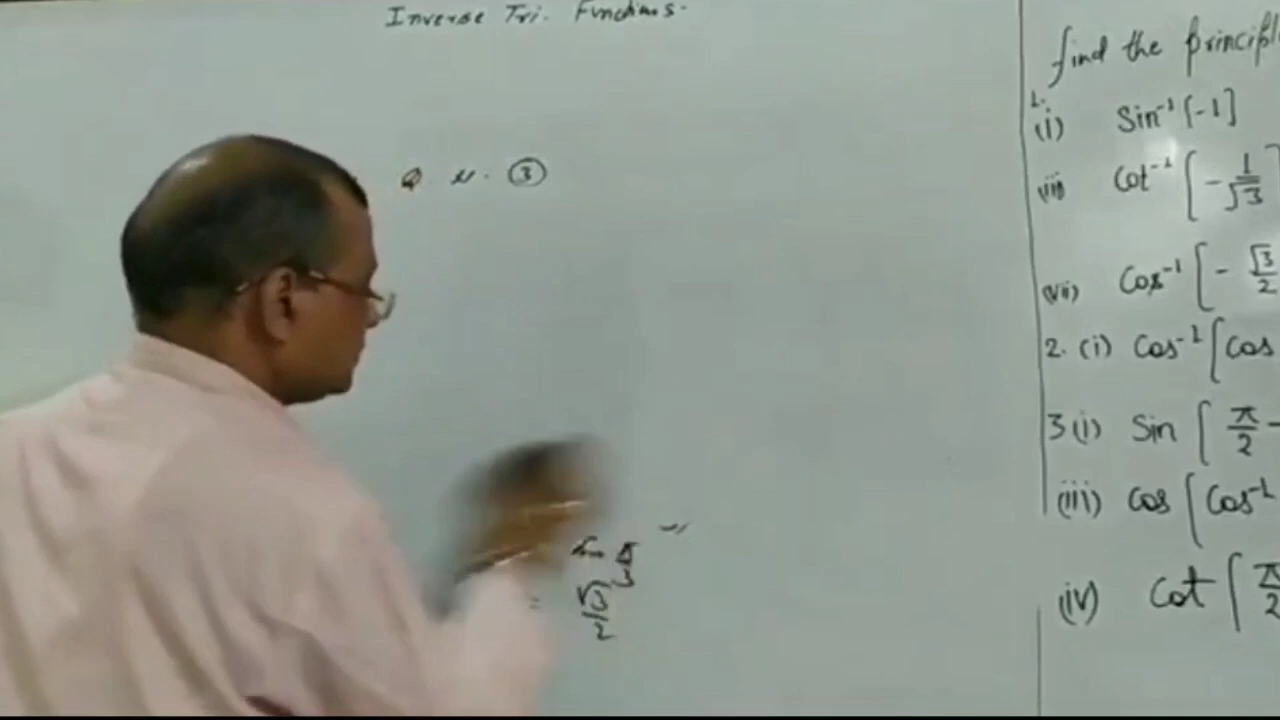 Inverse Tri. Functions.
Q N. ③
= √3/2
find the
1.
(i) Sin⁻¹ [-1]
(iii) Cot⁻¹ [- 1/√3]
(vii) Cos⁻¹ [- √3/2
2. (i) Cos⁻¹ [Cos
3 (i) Sin [ π/2 -
(iii) Cos [Cos⁻¹
(iv) Cot [ π/2